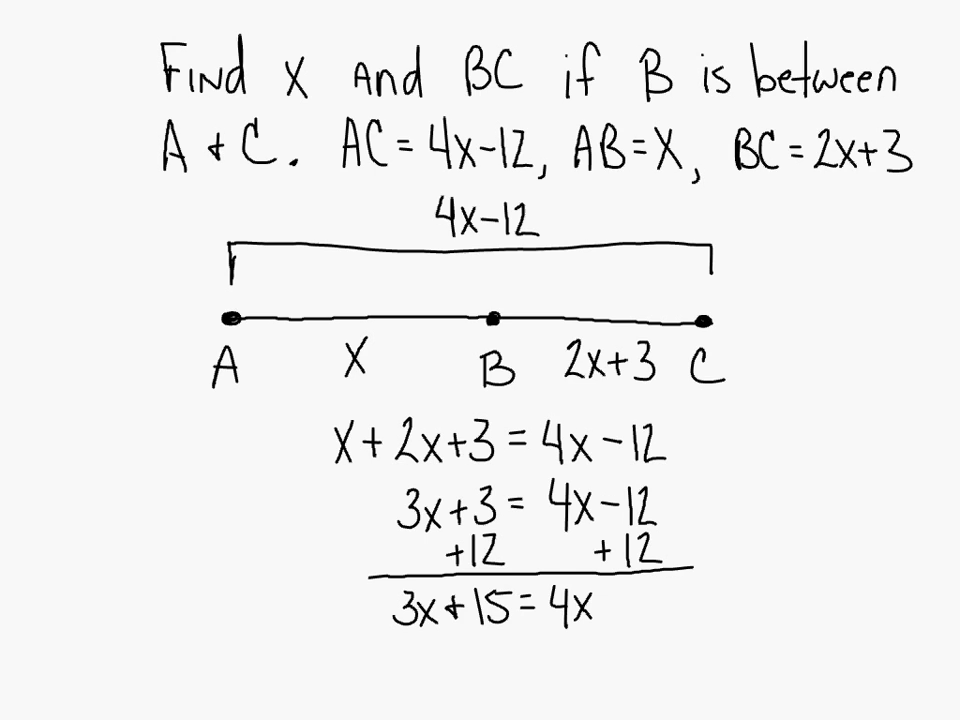 Find x and BC if B is between
A + C. AC = 4x-12, AB = x, BC = 2x+3
4x-12
A x B 2x+3 C
x + 2x+3 = 4x-12
3x+3 = 4x-12
+12 +12
3x+15 = 4x